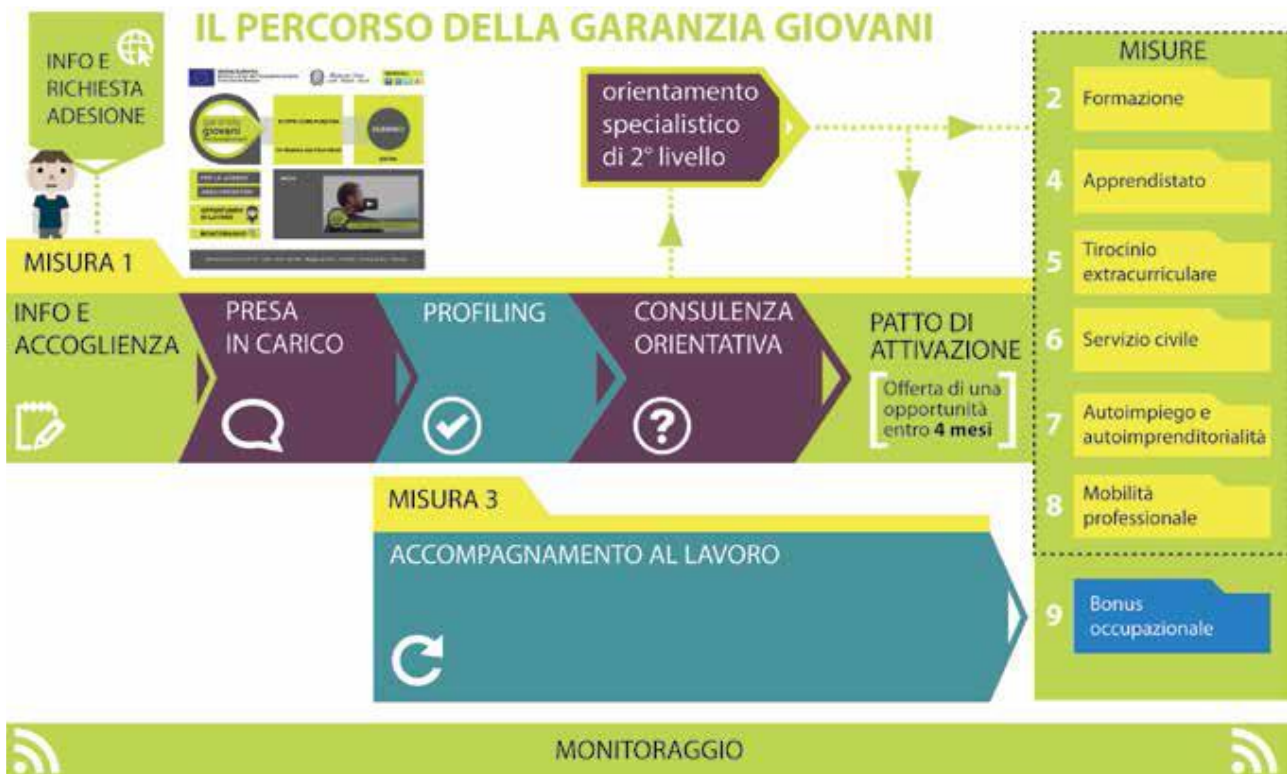 IL PERCORSO DELLA GARANZIA GIOVANI
INFO E
RICHIESTA
ADESIONE
garanzia
giovani
orientamento
specialistico
di 2° livello
MISURA 1
INFO E
ACCOGLIENZA
PRESA
IN CARICO
PROFILING
CONSULENZA
ORIENTATIVA
PATTO DI
ATTIVAZIONE
Offerta di una
opportunità
entro 4 mesi
MISURA 3
ACCOMPAGNAMENTO AL LAVORO
MISURE
2 Formazione
4 Apprendistato
5 Tirocinio
extracurriculare
6 Servizio civile
7 Autoimpiego e
autoimprenditorialità
8 Mobilità
professionale
9 Bonus
occupazionale
MONITORAGGIO